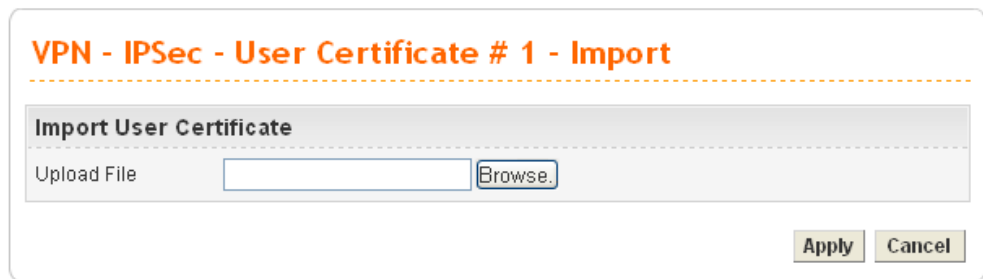 VPN - IPSec - User Certificate # 1 - Import
Import User Certificate
Upload File Browse.
Apply Cancel